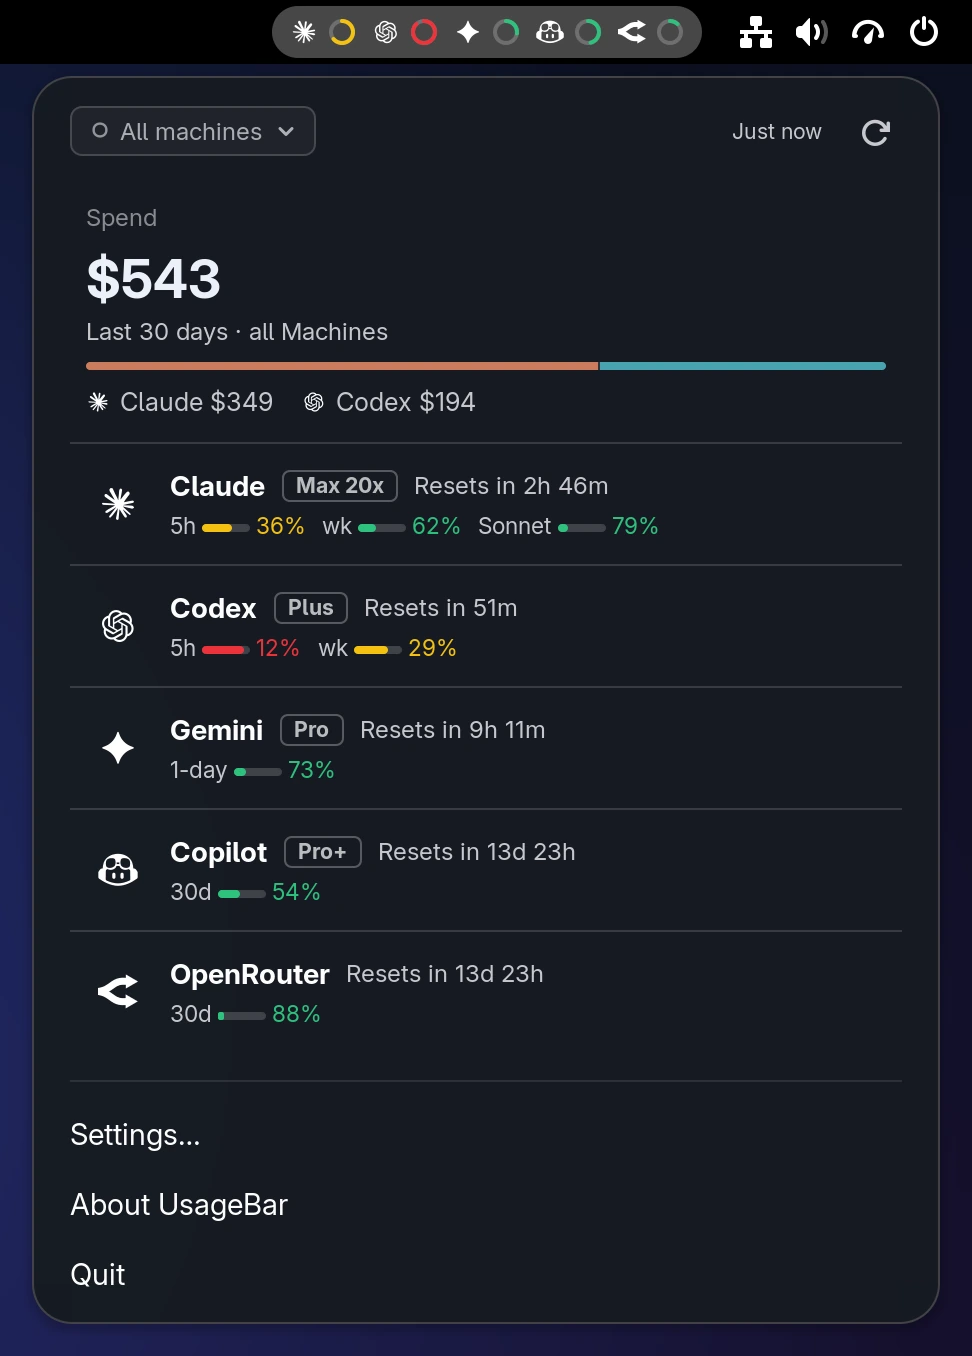 All machines
Just now
Spend
$543
Last 30 days · all Machines
Claude $349 Codex $194
Claude Max 20x Resets in 2h 46m
5h 36% wk 62% Sonnet 79%
Codex Plus Resets in 51m
5h 12% wk 29%
Gemini Pro Resets in 9h 11m
1-day 73%
Copilot Pro+ Resets in 13d 23h
30d 54%
OpenRouter Resets in 13d 23h
30d 88%
Settings...
About UsageBar
Quit